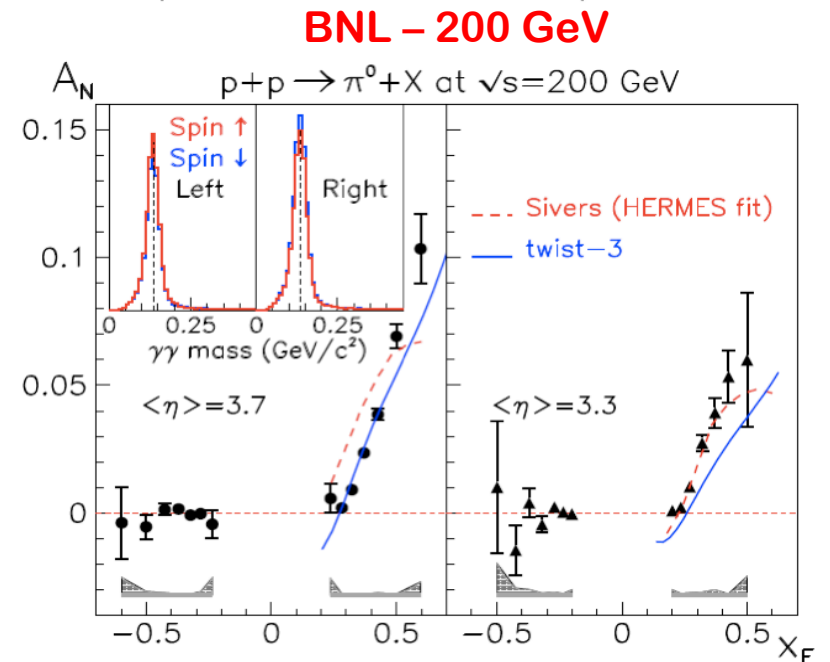 BNL – 200 GeV
A_N
p+p → π⁰+X at √s=200 GeV
0.15
0.1
0.05
0
Spin ↑
Spin ↓
Left
Right
0 0.25 0 0.25
γγ mass (GeV/c²)
Sivers (HERMES fit)
twist−3
<η>=3.7
<η>=3.3
−0.5 0 0.5 −0.5 0 0.5
x_F